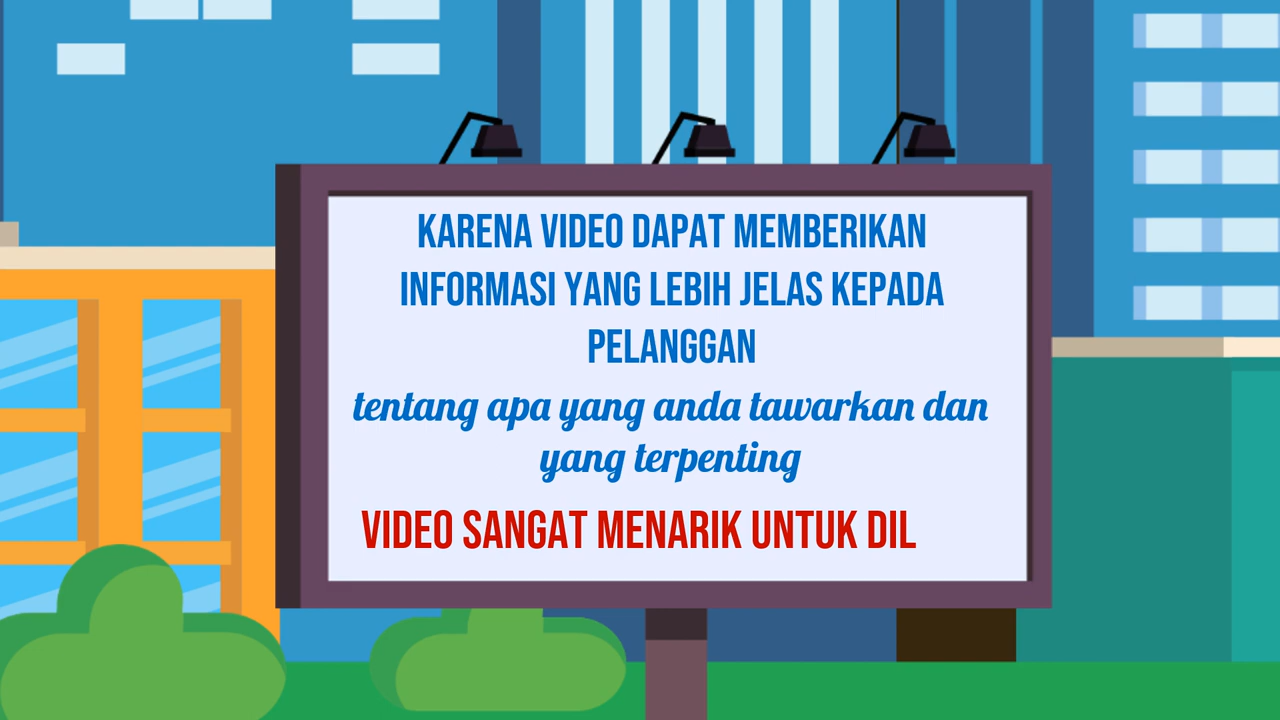 KARENA VIDEO DAPAT MEMBERIKAN
INFORMASI YANG LEBIH JELAS KEPADA
PELANGGAN
tentang apa yang anda tawarkan dan
yang terpenting
VIDEO SANGAT MENARIK UNTUK DIL